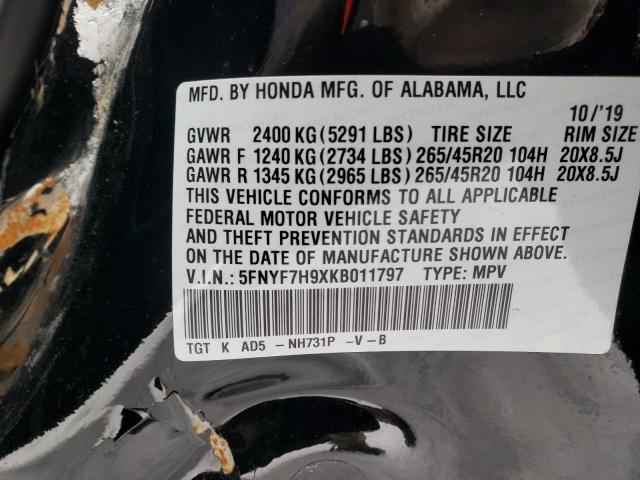 MFD. BY HONDA MFG. OF ALABAMA, LLC
10/'19
GVWR 2400 KG(5291 LBS) TIRE SIZE RIM SIZE
GAWR F 1240 KG(2734 LBS) 265/45R20 104H 20X8.5J
GAWR R 1345 KG(2965 LBS) 265/45R20 104H 20X8.5J
THIS VEHICLE CONFORMS TO ALL APPLICABLE
FEDERAL MOTOR VEHICLE SAFETY
AND THEFT PREVENTION STANDARDS IN EFFECT
ON THE DATE OF MANUFACTURE SHOWN ABOVE.
V.I.N.: 5FNYF7H9XKB011797 TYPE: MPV
TGT K AD5 -NH731P -V-B